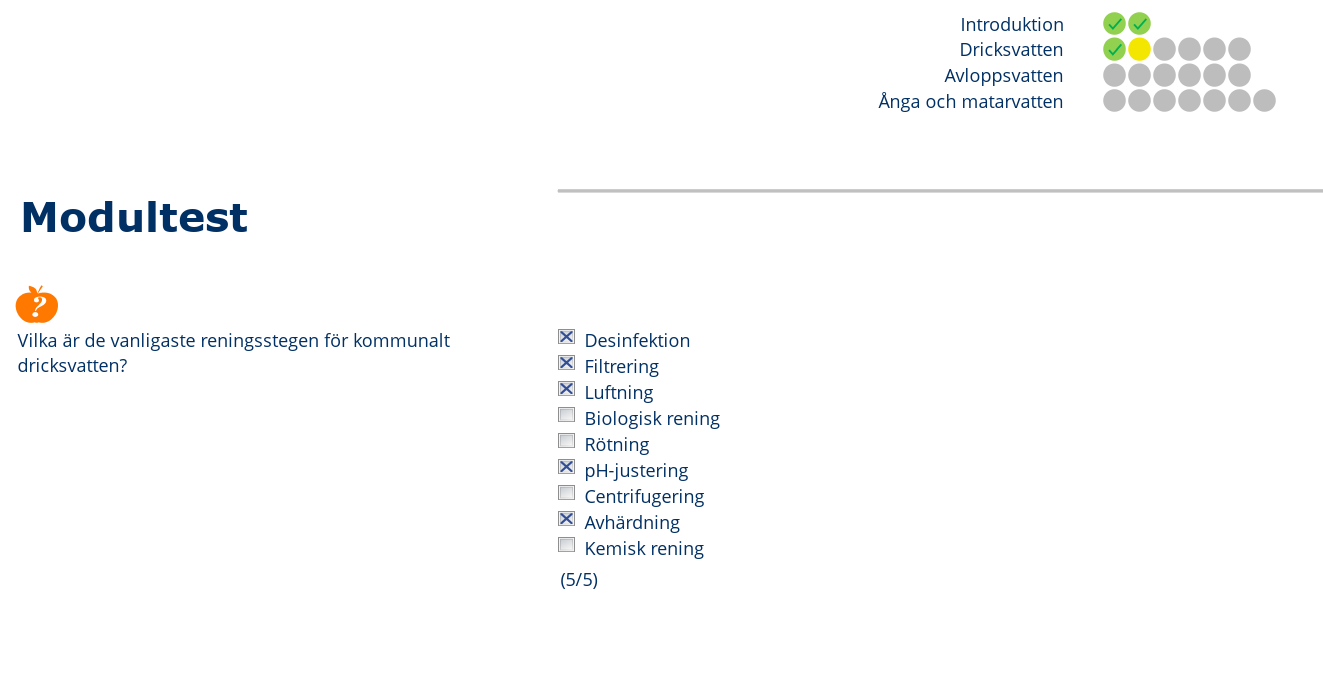 Introduktion
Dricksvatten
Avloppsvatten
Ånga och matarvatten
Modultest
?
Vilka är de vanligaste reningsstegen för kommunalt
dricksvatten?
Desinfektion
Filtrering
Luftning
Biologisk rening
Rötning
pH-justering
Centrifugering
Avhärdning
Kemisk rening
(5/5)